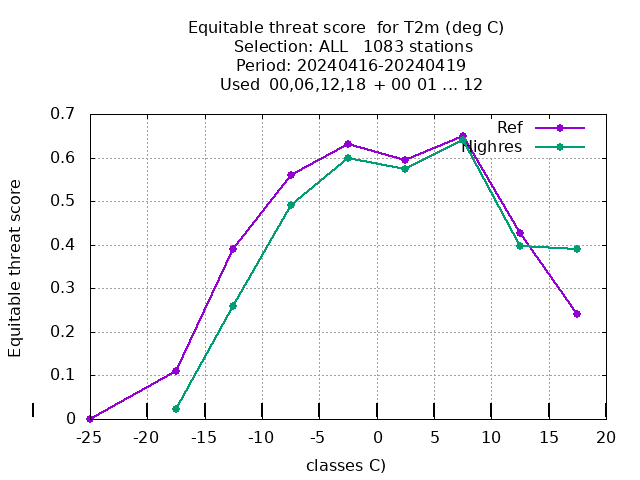 Equitable threat score for T2m (deg C)
Selection: ALL 1083 stations
Period: 20240416-20240419
Used 00,06,12,18 + 00 01 ... 12
Ref
Highres
Equitable threat score
0.7
0.6
0.5
0.4
0.3
0.2
0.1
0
-25 -20 -15 -10 -5 0 5 10 15 20
classes C)